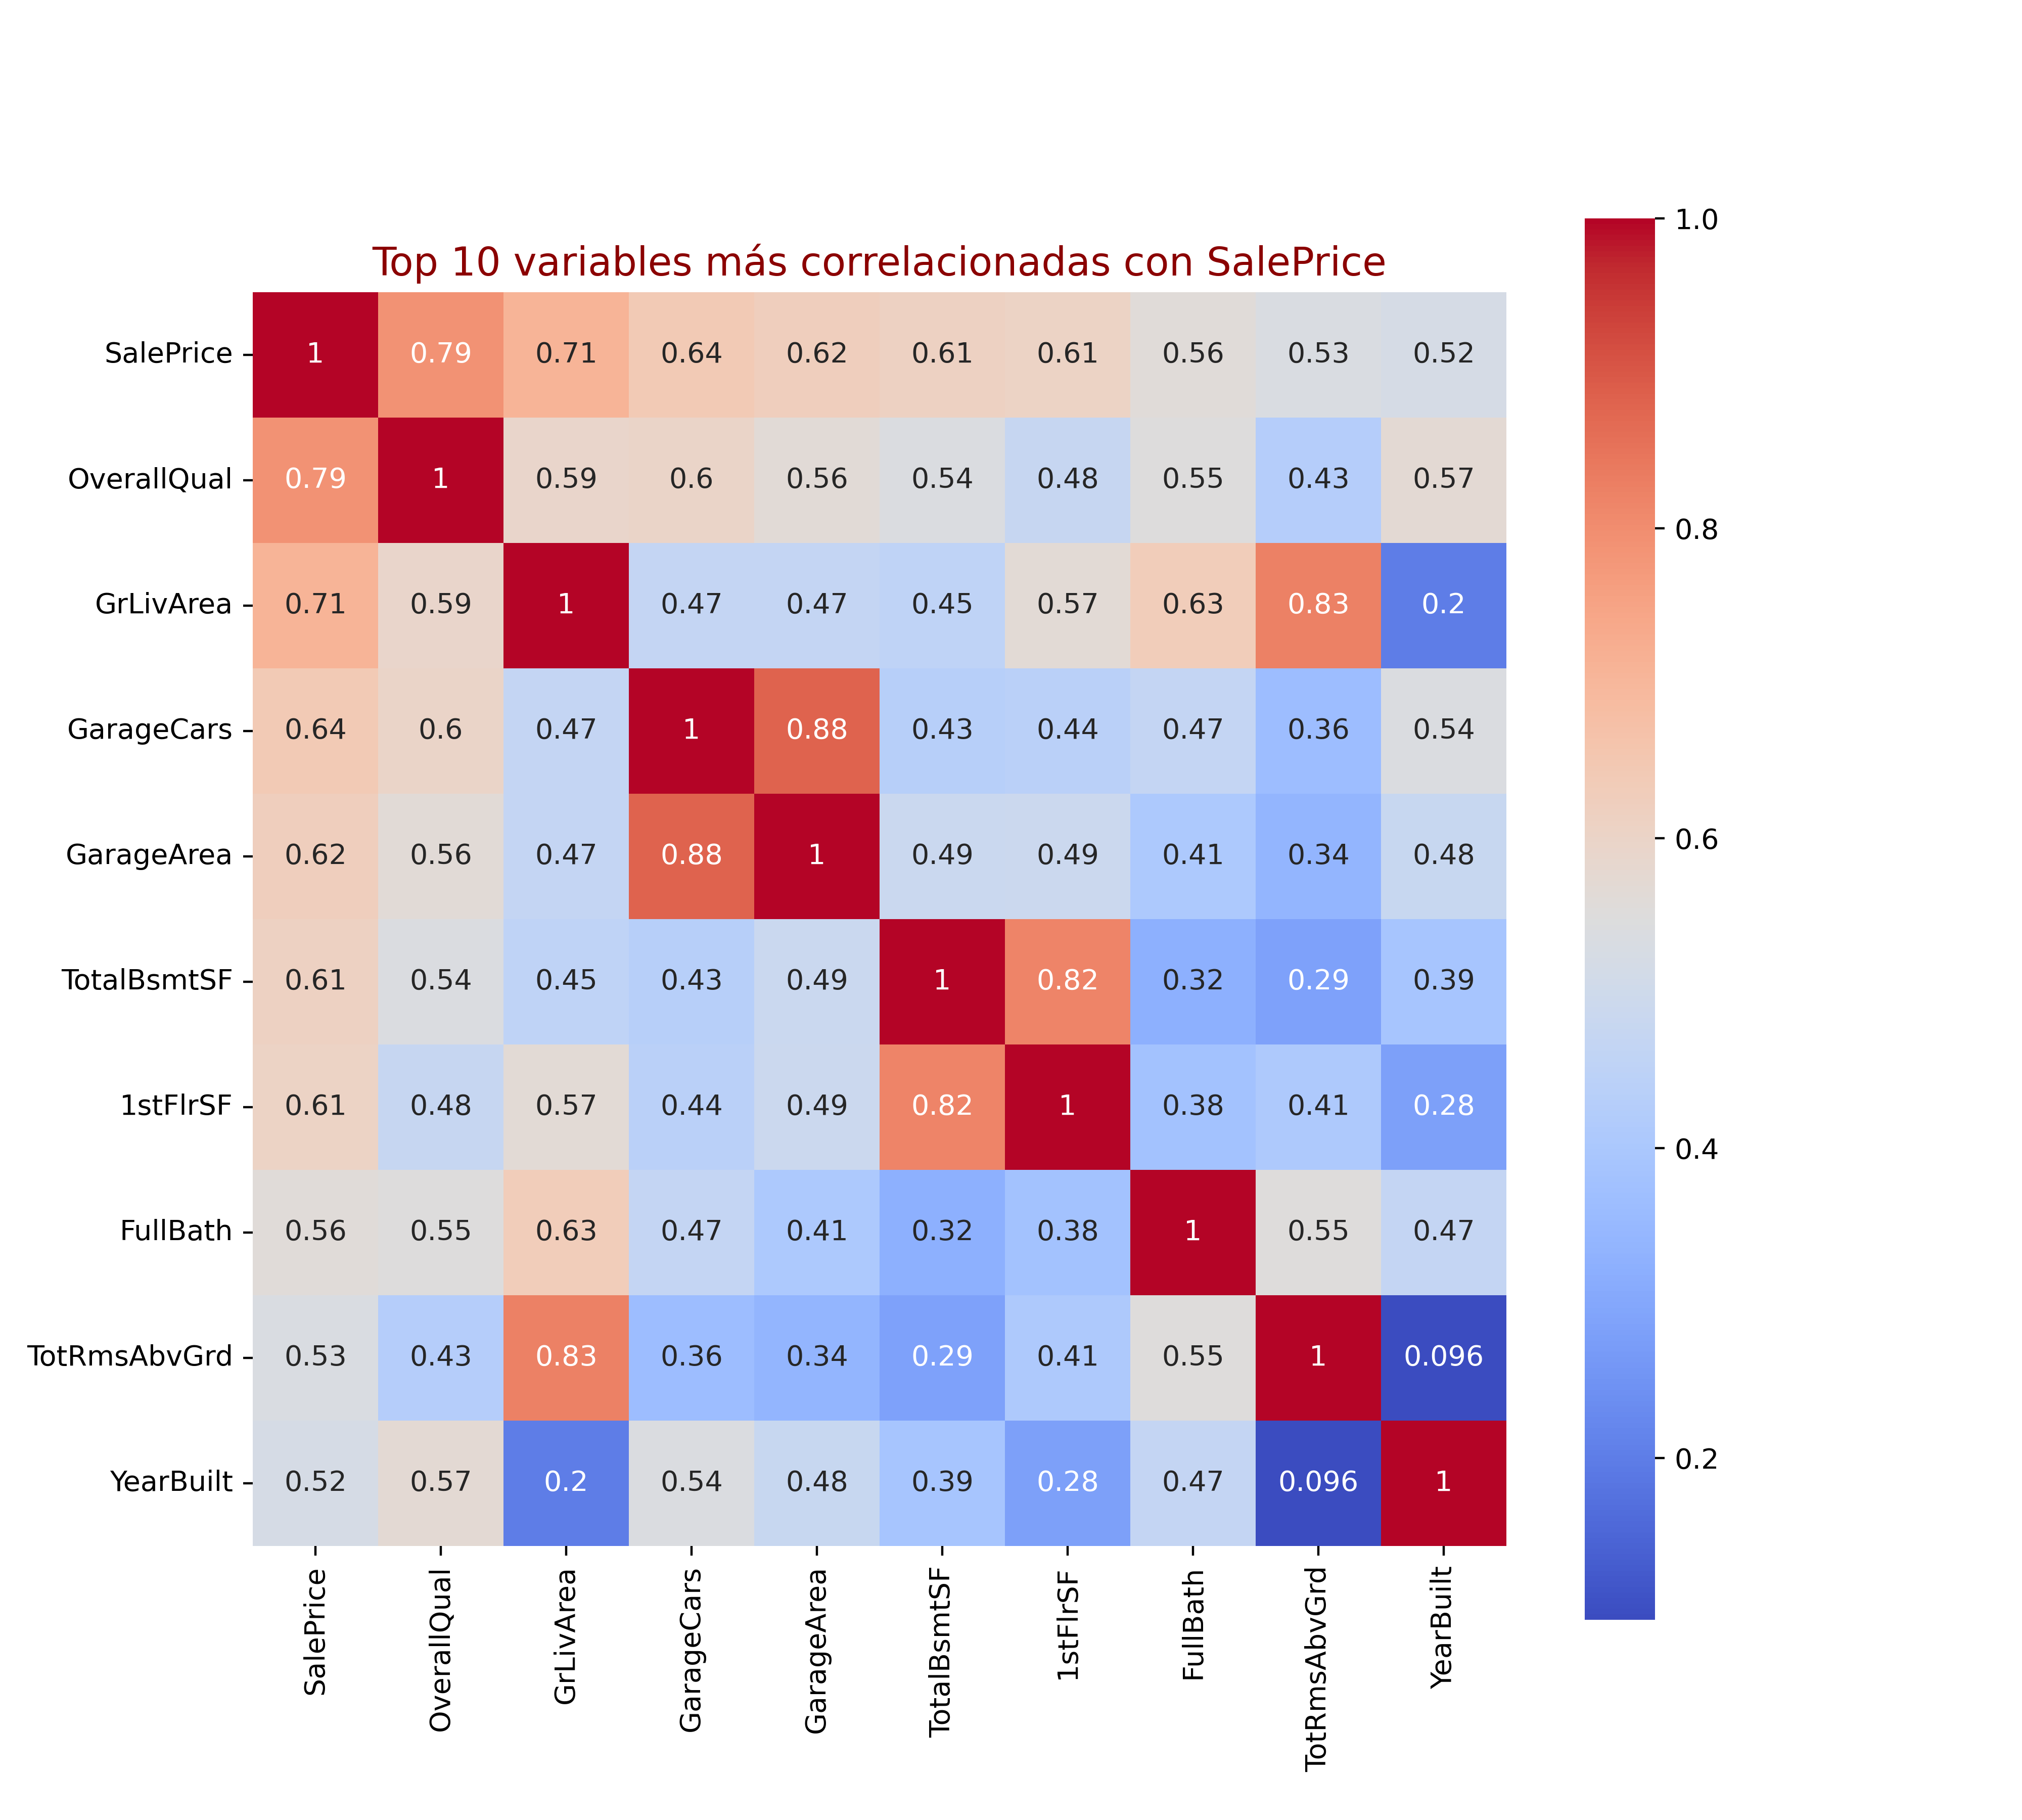 Top 10 variables más correlacionadas con SalePrice
SalePrice 1 0.79 0.71 0.64 0.62 0.61 0.61 0.56 0.53 0.52
OverallQual 0.79 1 0.59 0.6 0.56 0.54 0.48 0.55 0.43 0.57
GrLivArea 0.71 0.59 1 0.47 0.47 0.45 0.57 0.63 0.83 0.2
GarageCars 0.64 0.6 0.47 1 0.88 0.43 0.44 0.47 0.36 0.54
GarageArea 0.62 0.56 0.47 0.88 1 0.49 0.49 0.41 0.34 0.48
TotalBsmtSF 0.61 0.54 0.45 0.43 0.49 1 0.82 0.32 0.29 0.39
1stFlrSF 0.61 0.48 0.57 0.44 0.49 0.82 1 0.38 0.41 0.28
FullBath 0.56 0.55 0.63 0.47 0.41 0.32 0.38 1 0.55 0.47
TotRmsAbvGrd 0.53 0.43 0.83 0.36 0.34 0.29 0.41 0.55 1 0.096
YearBuilt 0.52 0.57 0.2 0.54 0.48 0.39 0.28 0.47 0.096 1
SalePrice
OverallQual
GrLivArea
GarageCars
GarageArea
TotalBsmtSF
1stFlrSF
FullBath
TotRmsAbvGrd
YearBuilt
1.0
0.8
0.6
0.4
0.2